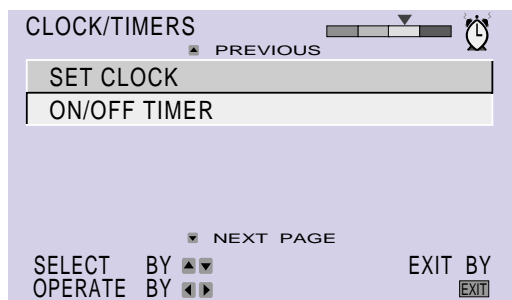 CLOCK/TIMERS
PREVIOUS
SET CLOCK
ON/OFF TIMER
NEXT PAGE
SELECT BY
EXIT BY
OPERATE BY
EXIT